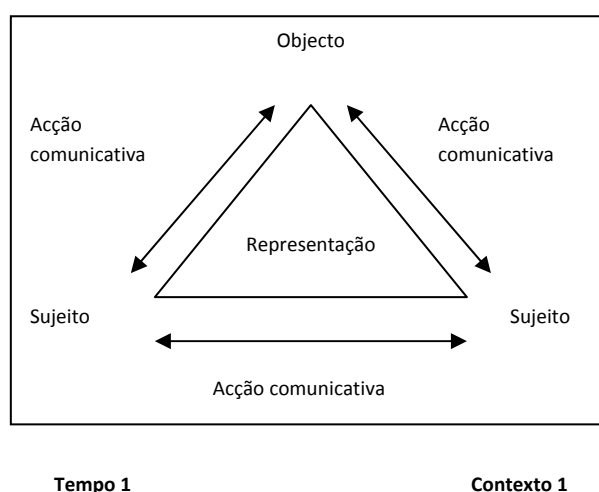 Objecto
Acção
comunicativa
Acção
comunicativa
Representação
Sujeito
Sujeito
Acção comunicativa
Tempo 1
Contexto 1